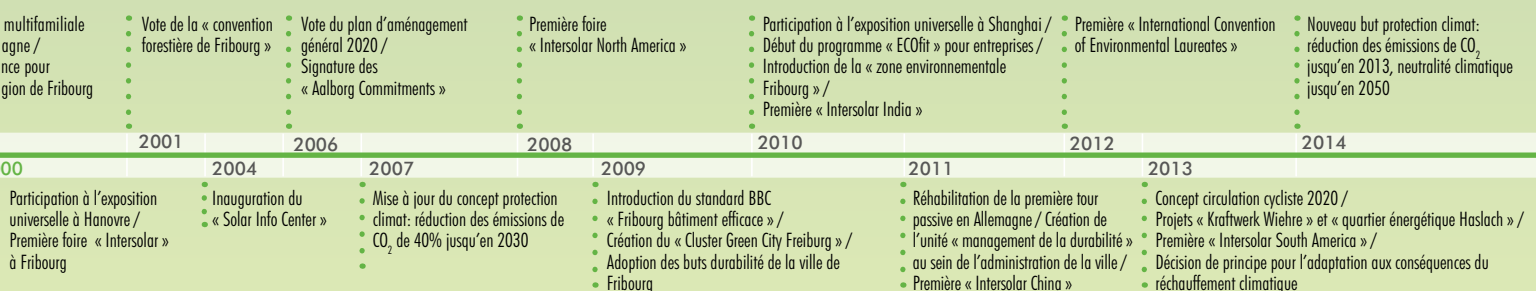 multifamiliale
agne /
nce pour
gion de Fribourg
Vote de la « convention
forestière de Fribourg »
Vote du plan d’aménagement
général 2020 /
Signature des
« Aalborg Commitments »
Première foire
« Intersolar North America »
Participation à l’exposition universelle à Shanghai /
Début du programme « ECOfit » pour entreprises /
Introduction de la « zone environnementale
Fribourg » /
Première « Intersolar India »
Première « International Convention
of Environmental Laureates »
Nouveau but protection climat:
réduction des émissions de CO2
jusqu’en 2013, neutralité climatique
jusqu’en 2050
2001
2006
2008
2010
2012
2014
00
2004
2007
2009
2011
2013
Participation à l’exposition
universelle à Hanovre /
Première foire « Intersolar »
à Fribourg
Inauguration du
« Solar Info Center »
Mise à jour du concept protection
climat: réduction des émissions de
CO2 de 40% jusqu’en 2030
Introduction du standard BBC
« Fribourg bâtiment efficace » /
Création du « Cluster Green City Freiburg » /
Adoption des buts durabilité de la ville de
Fribourg
Réhabilitation de la première tour
passive en Allemagne / Création de
l’unité « management de la durabilité »
au sein de l’administration de la ville /
Première « Intersolar China »
Concept circulation cycliste 2020 /
Projets « Kraftwerk Wiehre » et « quartier énergétique Haslach » /
Première « Intersolar South America » /
Décision de principe pour l’adaptation aux conséquences du
réchauffement climatique